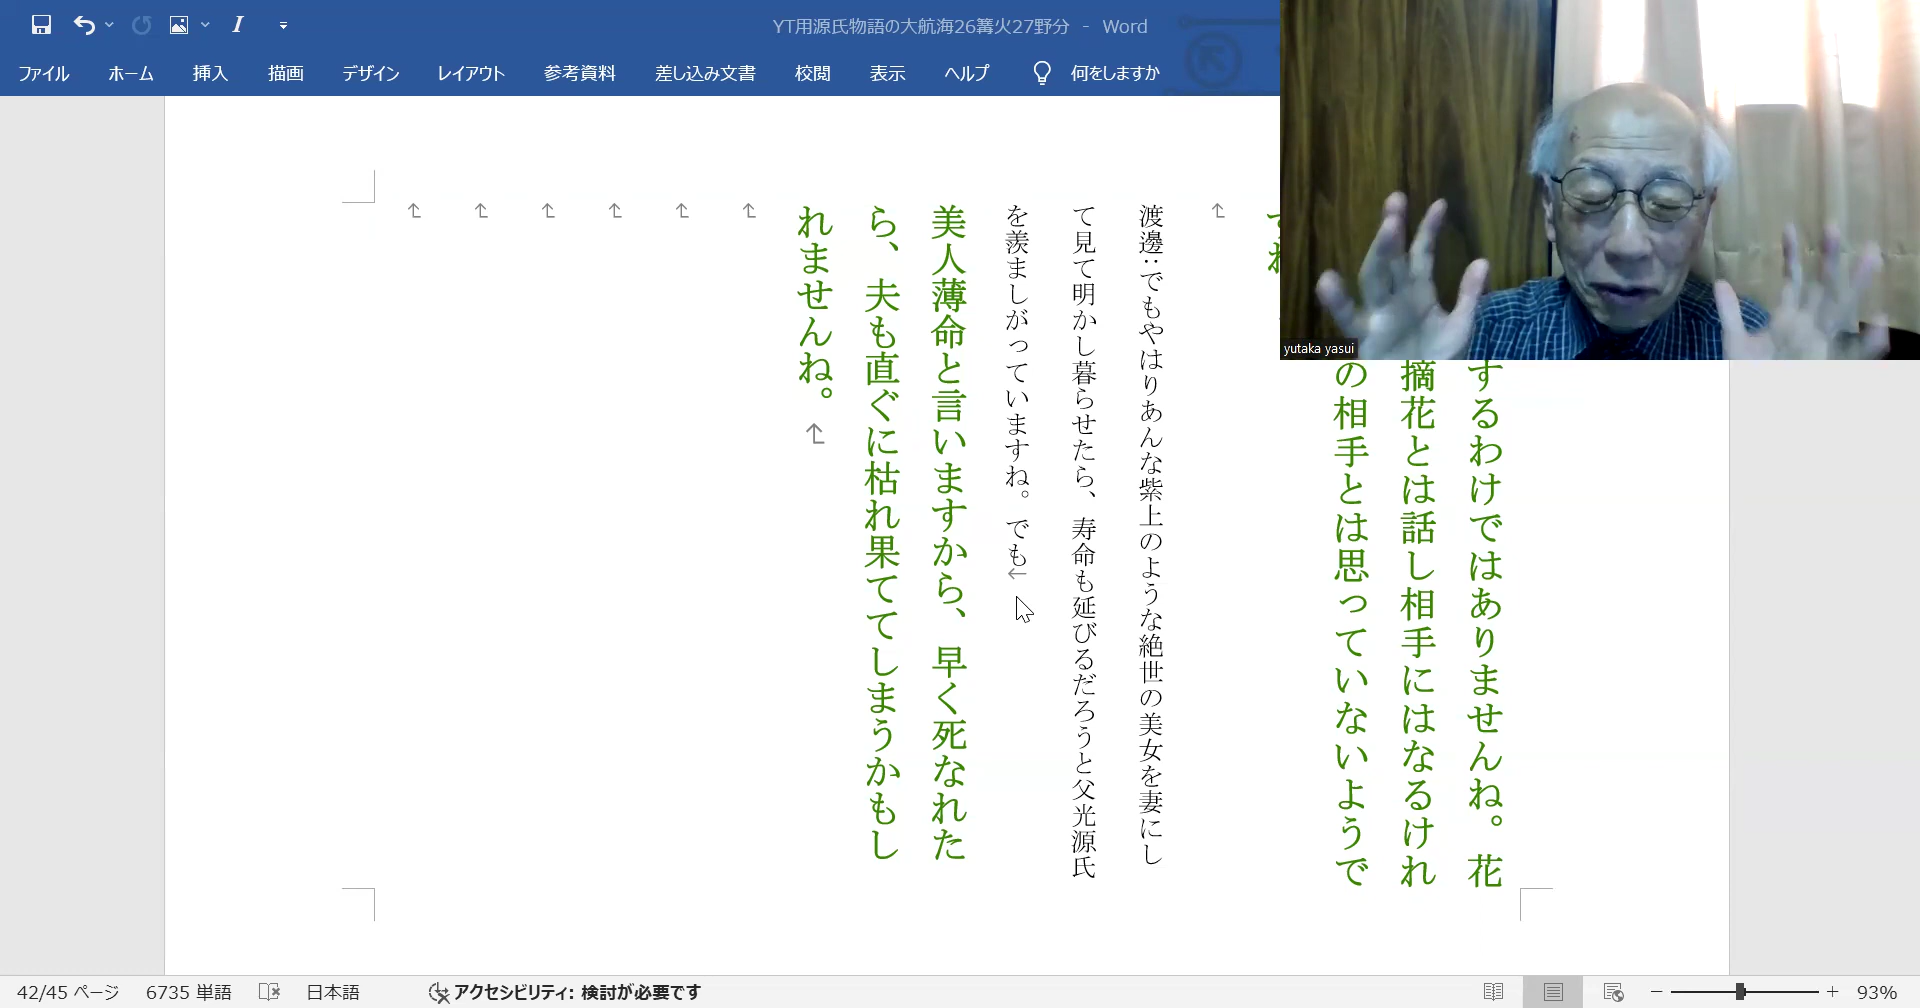 YT用源氏物語の大航海26篝火27野分 - Word
ファイル ホーム 挿入 描画 デザイン レイアウト 参考資料 差し込み文書 校閲 表示 ヘルプ 何をしますか
yutaka yasui
するわけではありませんね。花
摘花とは話し相手にはなるけれ
の相手とは思っていないようで
すね
渡邊：でもやはりあんな紫上のような絶世の美女を妻にし
て見て明かし暮らせたら、寿命も延びるだろうと父光源氏
を羨ましがっていますね。でも
美人薄命と言いますから、早く死なれた
ら、夫も直ぐに枯れ果ててしまうかもし
れませんね。
42/45 ページ 6735 単語 日本語 アクセシビリティ: 検討が必要です 93%